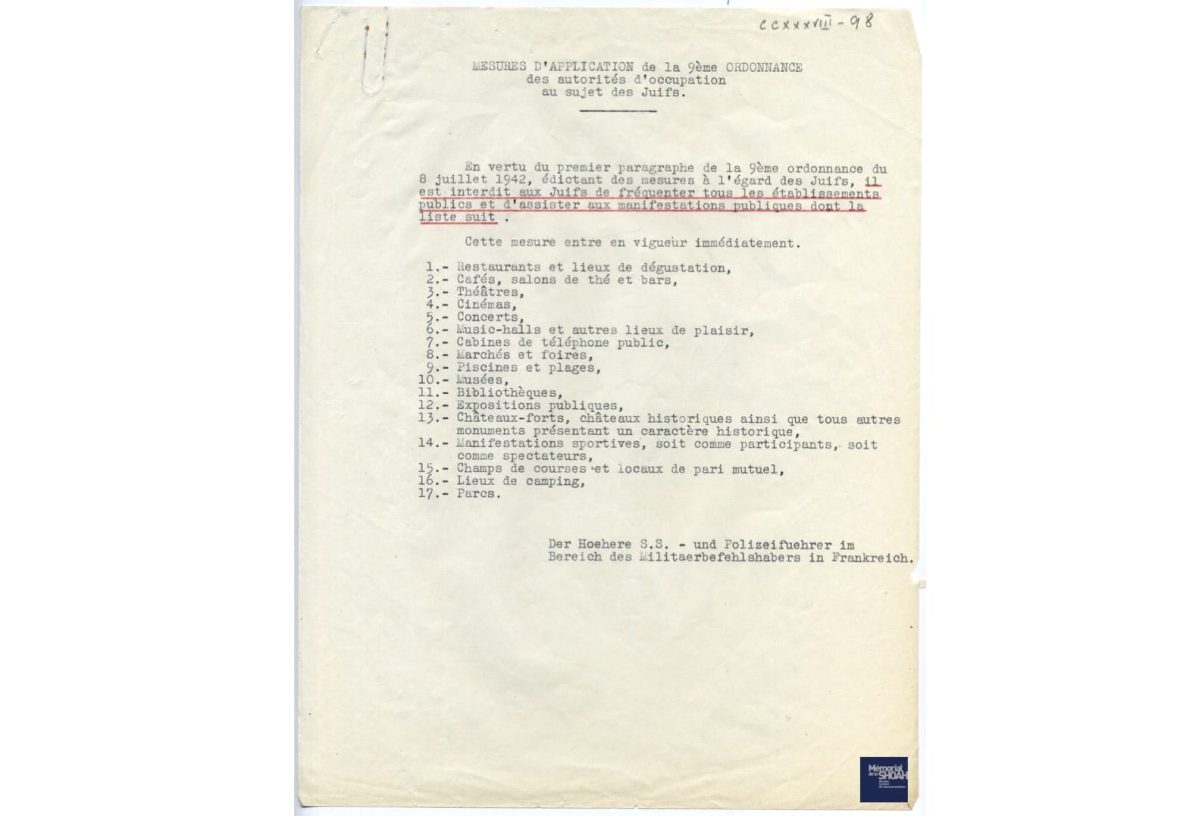 CCXXXVIII-98
MESURES D'APPLICATION de la 9ème ORDONNANCE
des autorités d'occupation
au sujet des Juifs.
En vertu du premier paragraphe de la 9ème ordonnance du
8 juillet 1942, édictant des mesures à l'égard des Juifs, il
est interdit aux Juifs de fréquenter tous les établissements
publics et d'assister aux manifestations publiques dont la
liste suit .
Cette mesure entre en vigueur immédiatement.
1.- Restaurants et lieux de dégustation,
2.- Cafés, salons de thé et bars,
3.- Théâtres,
4.- Cinémas,
5.- Concerts,
6.- Music-halls et autres lieux de plaisir,
7.- Cabines de téléphone public,
8.- Marchés et foires,
9.- Piscines et plages,
10.- Musées,
11.- Bibliothèques,
12.- Expositions publiques,
13.- Châteaux-forts, châteaux historiques ainsi que tous autres
monuments présentant un caractère historique,
14.- Manifestations sportives, soit comme participants, soit
comme spectateurs,
15.- Champs de courses et locaux de pari mutuel,
16.- Lieux de camping,
17.- Parcs.
Der Hoehere S.S. - und Polizeifuehrer im
Bereich des Militaerbefehlshabers in Frankreich.
Mémorial
de la SHOAH